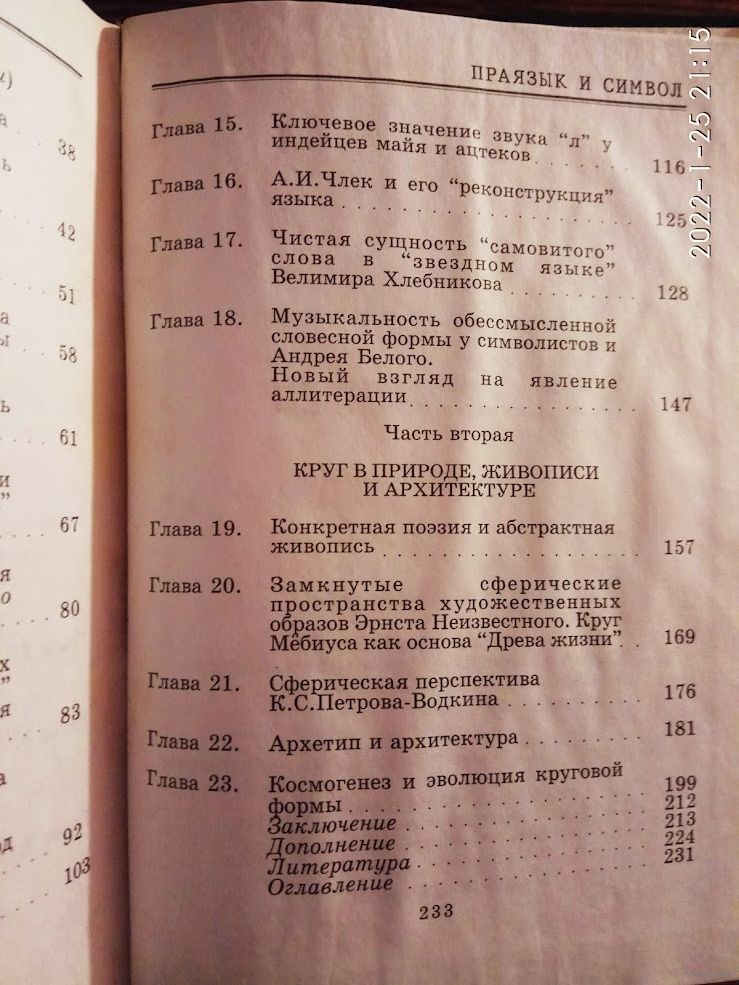 38
42
51
58
61
67
80
83
92
103
ПРАЯЗЫК И СИМВОЛ
Глава 15. Ключевое значение звука “л” у
индейцев майя и ацтеков 116
Глава 16. А.И.Члек и его “реконструкция”
языка 125
Глава 17. Чистая сущность “самовитого”
слова в “звездном языке”
Велимира Хлебникова 128
Глава 18. Музыкальность обессмысленной
словесной формы у символистов и
Андрея Белого.
Новый взгляд на явление
аллитерации 147
Часть вторая
КРУГ В ПРИРОДЕ, ЖИВОПИСИ
И АРХИТЕКТУРЕ
Глава 19. Конкретная поэзия и абстрактная
живопись 157
Глава 20. Замкнутые сферические
пространства художественных
образов Эрнста Неизвестного. Круг
Мёбиуса как основа “Древа жизни” 169
Глава 21. Сферическая перспектива
К.С.Петрова-Водкина 176
Глава 22. Архетип и архитектура 181
Глава 23. Космогенез и эволюция круговой
формы 199
Заключение 212
Дополнение 213
Литература 224
Оглавление 231
233
2022-1-25 21:15